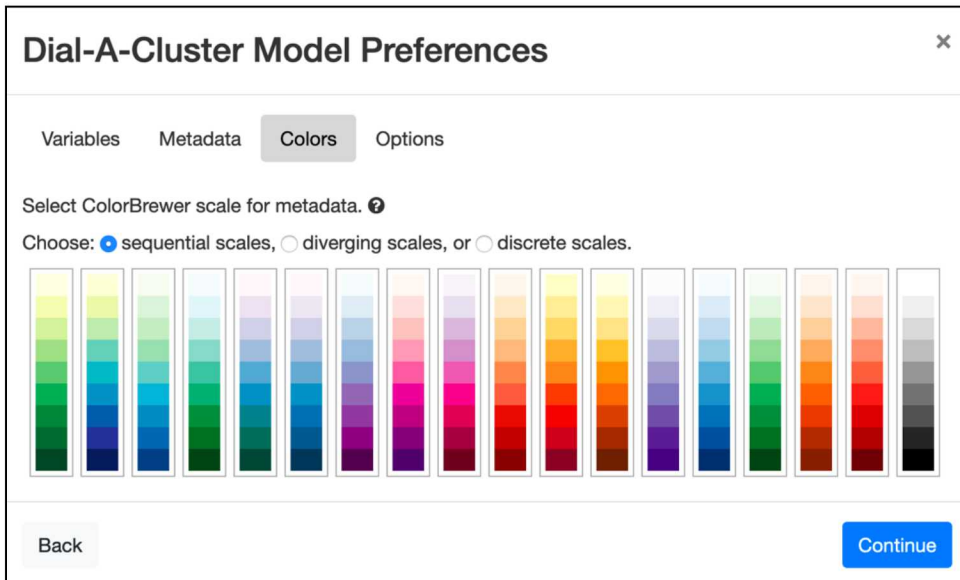 Dial-A-Cluster Model Preferences ×
Variables Metadata Colors Options
Select ColorBrewer scale for metadata. ?
Choose: sequential scales, diverging scales, or discrete scales.
Back Continue